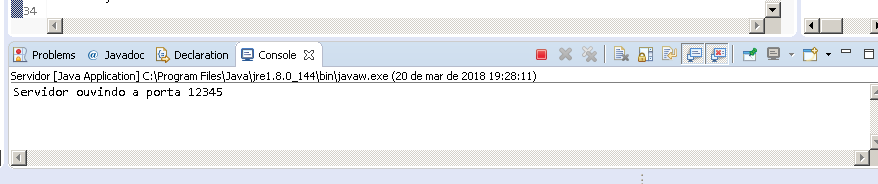 34
Problems @ Javadoc Declaration Console
Servidor [Java Application] C:\Program Files\Java\jre1.8.0_144\bin\javaw.exe (20 de mar de 2018 19:28:11)
Servidor ouvindo a porta 12345